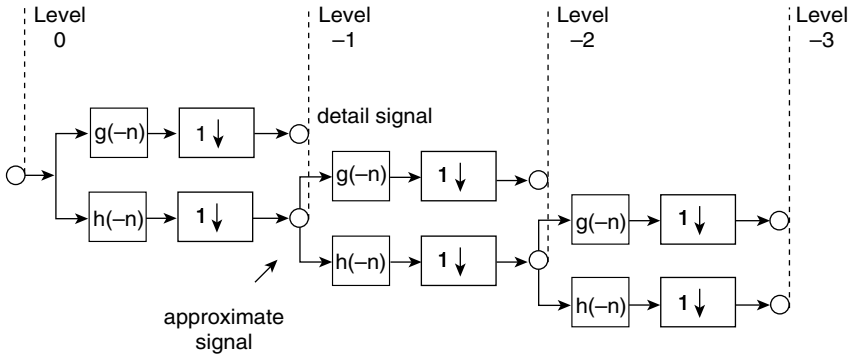 Level
0
Level
–1
Level
–2
Level
–3
g(–n)
1↓
detail signal
h(–n)
1↓
g(–n)
1↓
h(–n)
1↓
g(–n)
1↓
h(–n)
1↓
approximate
signal